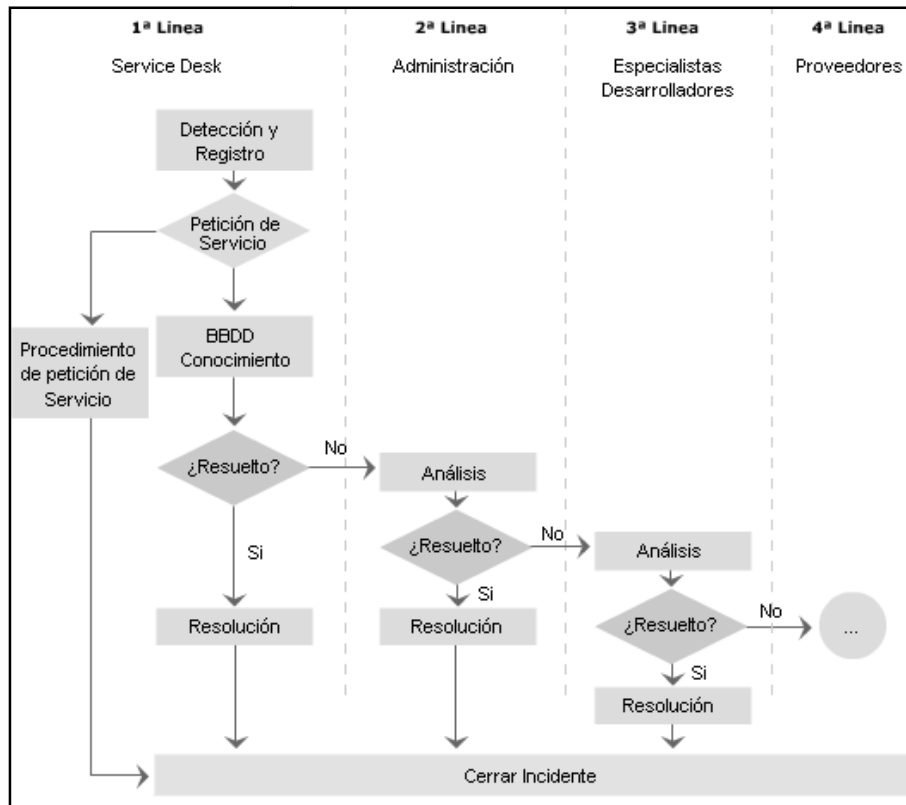 1ª Linea
2ª Linea
3ª Linea
4ª Linea
Service Desk
Administración
Especialistas
Desarrolladores
Proveedores
Detección y
Registro
Petición de
Servicio
Procedimiento
de petición de
Servicio
BBDD
Conocimiento
¿Resuelto?
No
Análisis
¿Resuelto?
No
Análisis
Si
Si
¿Resuelto?
No
...
Resolución
Resolución
Si
Resolución
Cerrar Incidente